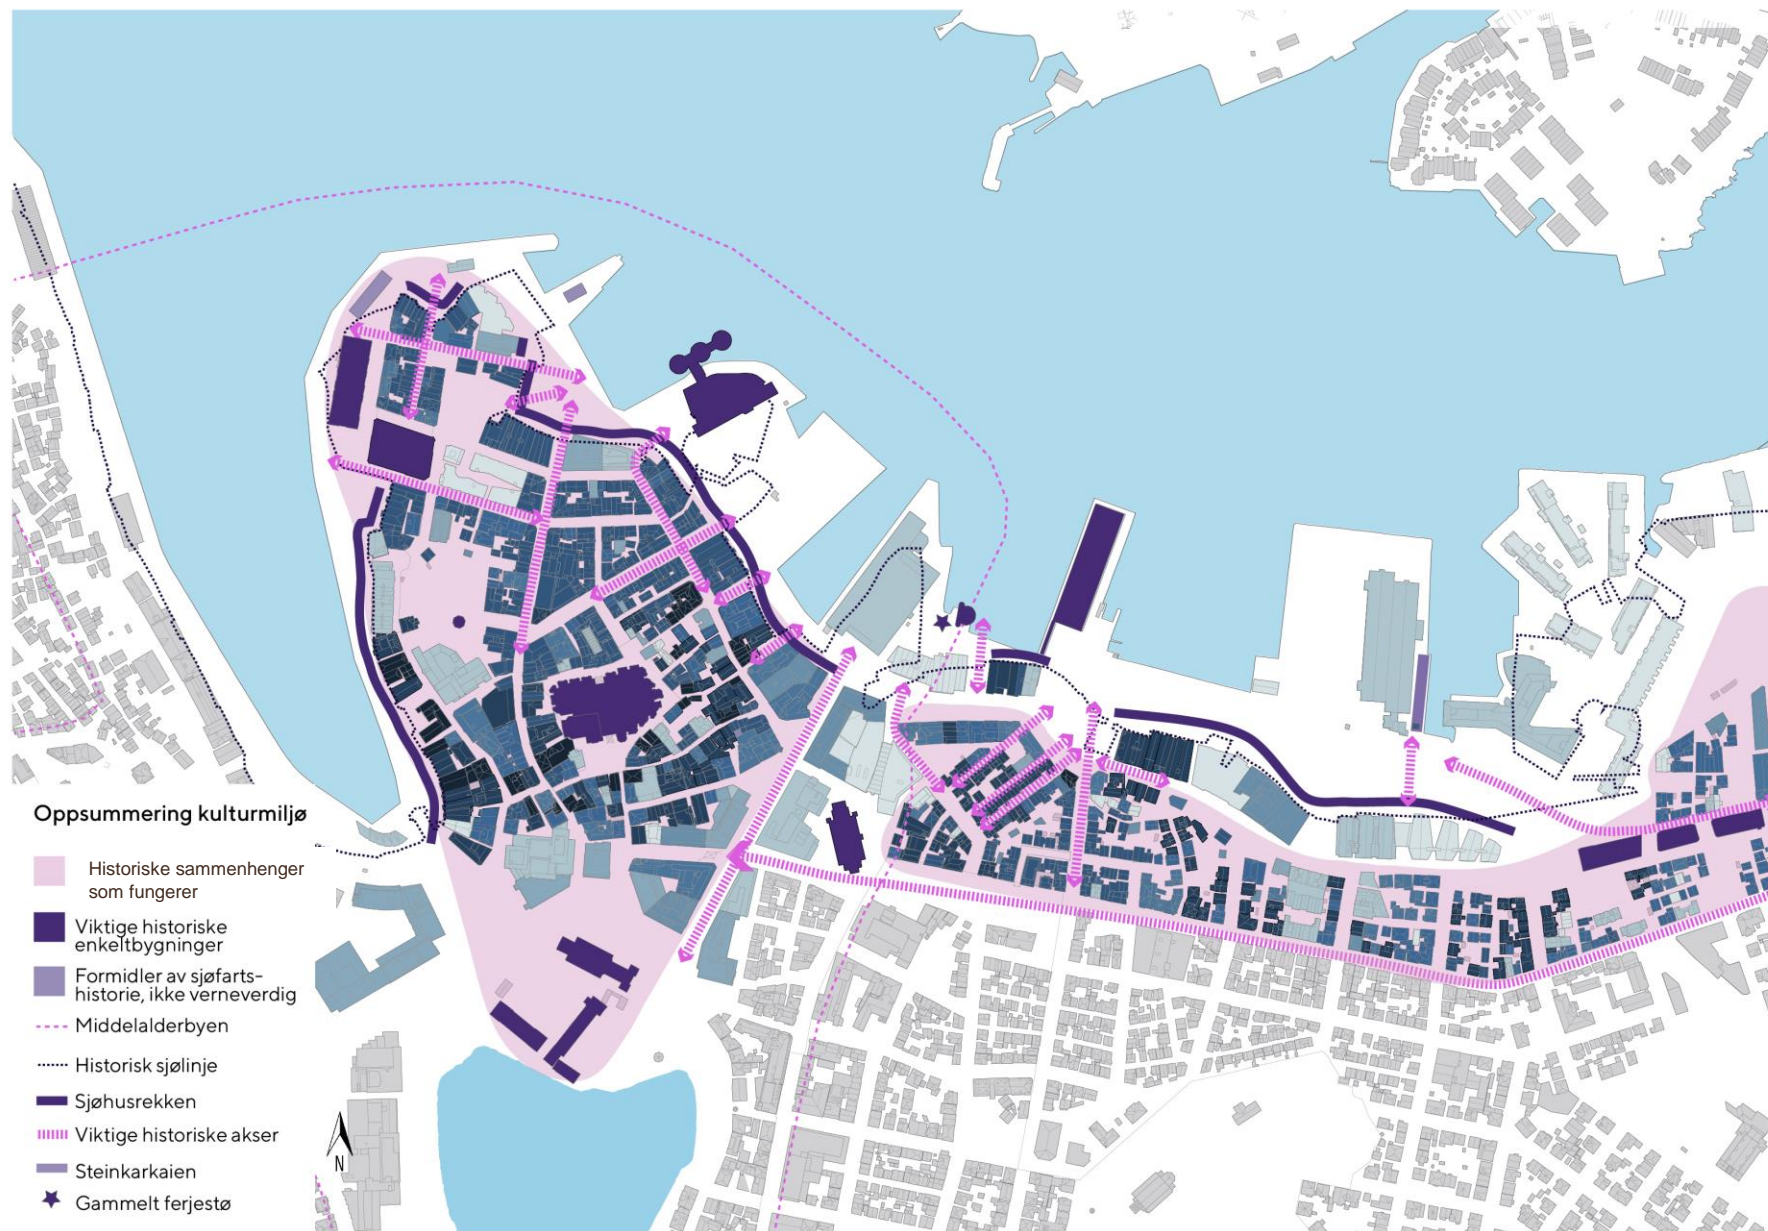 Oppsummering kulturmiljø
Historiske sammenhenger
som fungerer
Viktige historiske
enkeltbygninger
Formidler av sjøfarts-
historie, ikke verneverdig
Middelalderbyen
Historisk sjølinje
Sjøhusrekken
Viktige historiske akser
Steinkarkaien
Gammelt ferjestø
N